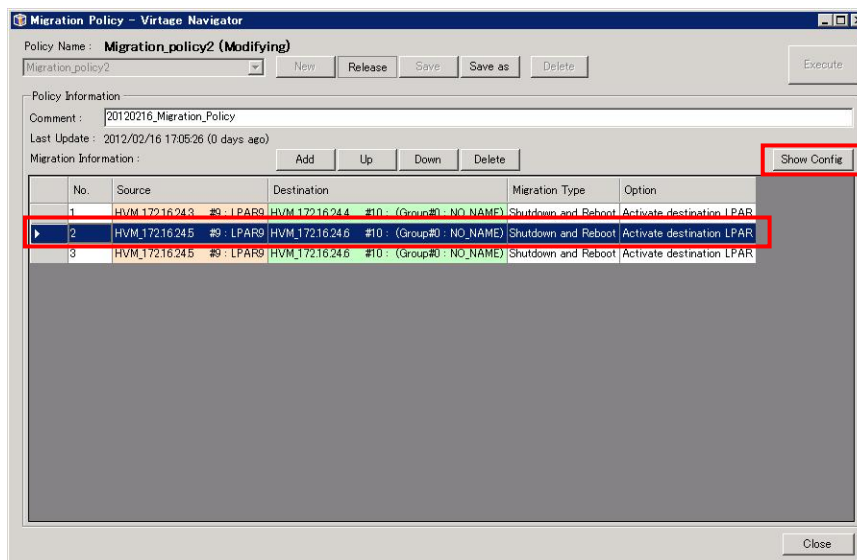 Migration Policy - Virtage Navigator
Policy Name : Migration_policy2 (Modifying)
Migration_policy2 New Release Save Save as Delete Execute
Policy Information
Comment : 20120216_Migration_Policy
Last Update : 2012/02/16 17:05:26 (0 days ago)
Migration Information : Add Up Down Delete Show Config
No. Source Destination Migration Type Option
1 HVM_172.16.24.3 #9 : LPAR9 HVM_172.16.24.4 #10 : (Group#0 : NO_NAME) Shutdown and Reboot Activate destination LPAR
2 HVM_172.16.24.5 #9 : LPAR9 HVM_172.16.24.6 #10 : (Group#0 : NO_NAME) Shutdown and Reboot Activate destination LPAR
3 HVM_172.16.24.5 #9 : LPAR9 HVM_172.16.24.6 #10 : (Group#0 : NO_NAME) Shutdown and Reboot Activate destination LPAR
Close